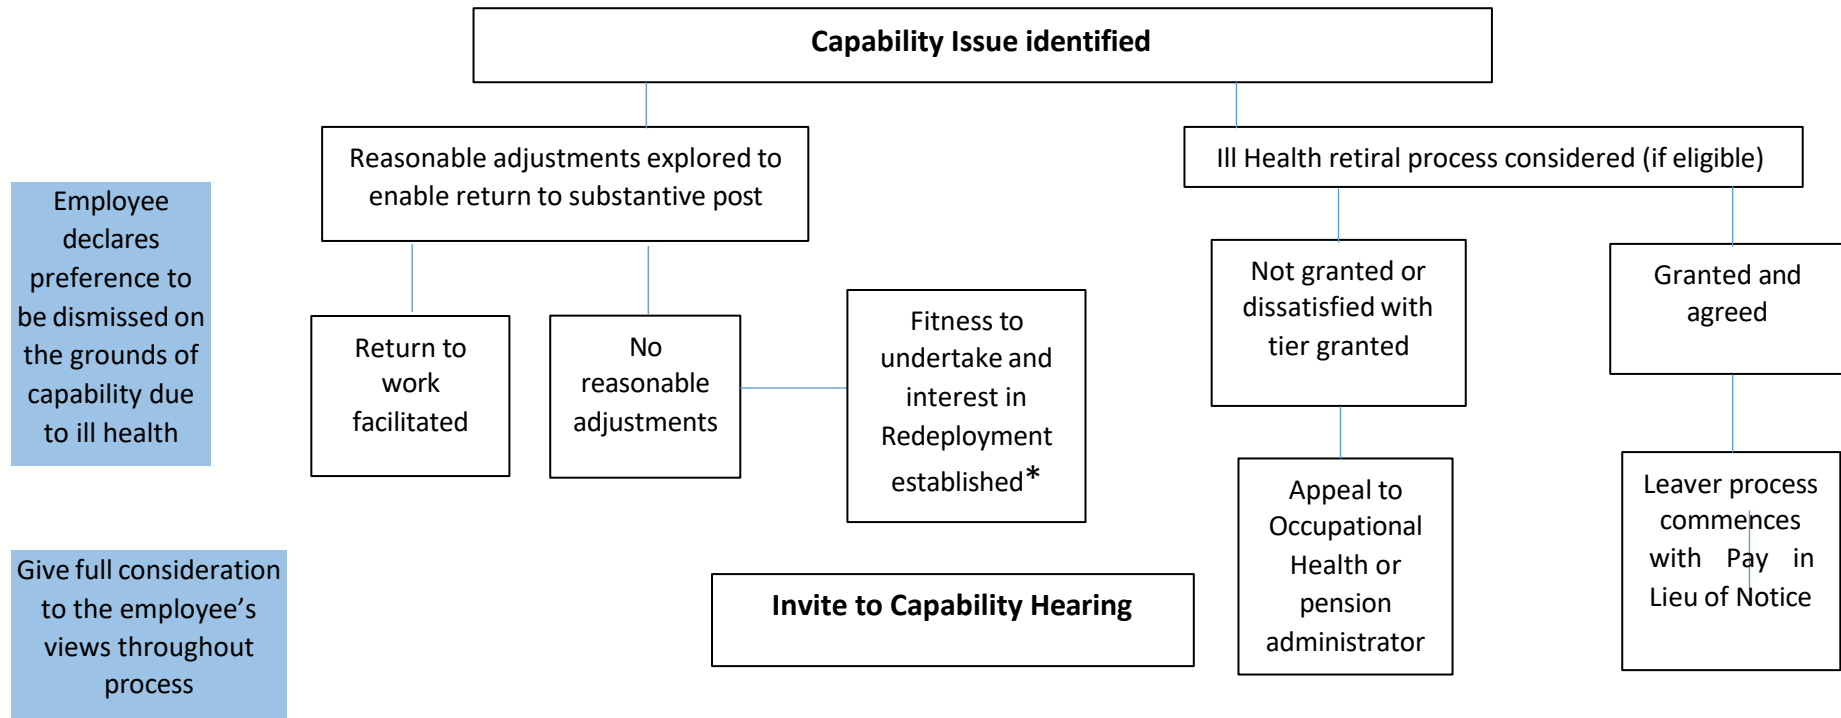 Capability Issue identified
Reasonable adjustments explored to
enable return to substantive post
Ill Health retiral process considered (if eligible)
Employee
declares
preference to
be dismissed on
the grounds of
capability due
to ill health
Return to
work
facilitated
No
reasonable
adjustments
Fitness to
undertake and
interest in
Redeployment
established*
Not granted or
dissatisfied with
tier granted
Granted and
agreed
Appeal to
Occupational
Health or
pension
administrator
Leaver process
commences
with Pay in
Lieu of Notice
Give full consideration
to the employee’s
views throughout
process
Invite to Capability Hearing